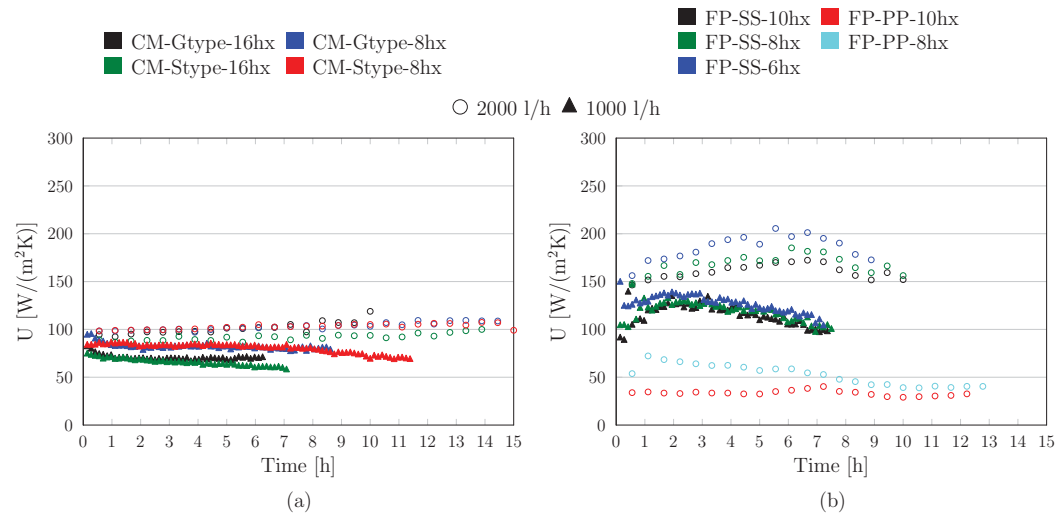 CM-Gtype-16hx CM-Gtype-8hx
CM-Stype-16hx CM-Stype-8hx
FP-SS-10hx FP-PP-10hx
FP-SS-8hx FP-PP-8hx
FP-SS-6hx
2000 l/h 1000 l/h
300
250
200
150
100
50
0
U [W/(m²K)]
0 1 2 3 4 5 6 7 8 9 10 11 12 13 14 15
Time [h]
(a)
300
250
200
150
100
50
0
U [W/(m²K)]
0 1 2 3 4 5 6 7 8 9 10 11 12 13 14 15
Time [h]
(b)